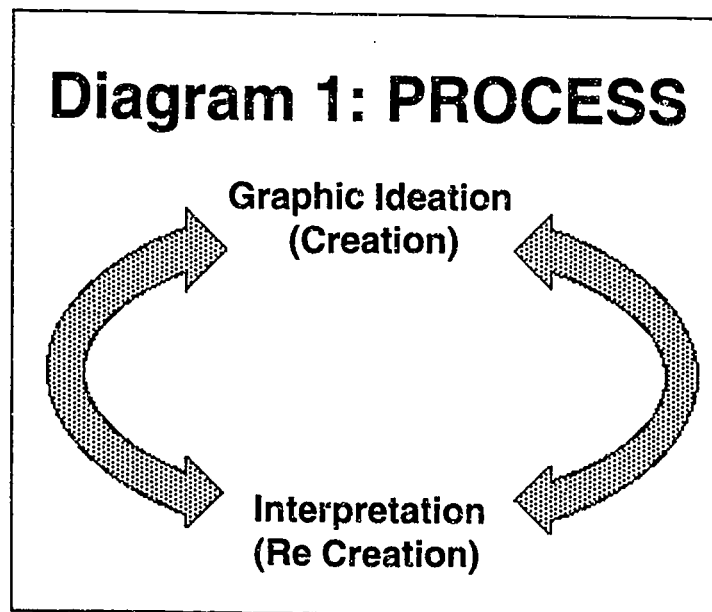 Diagram 1: PROCESS
Graphic Ideation
(Creation)
Interpretation
(Re Creation)